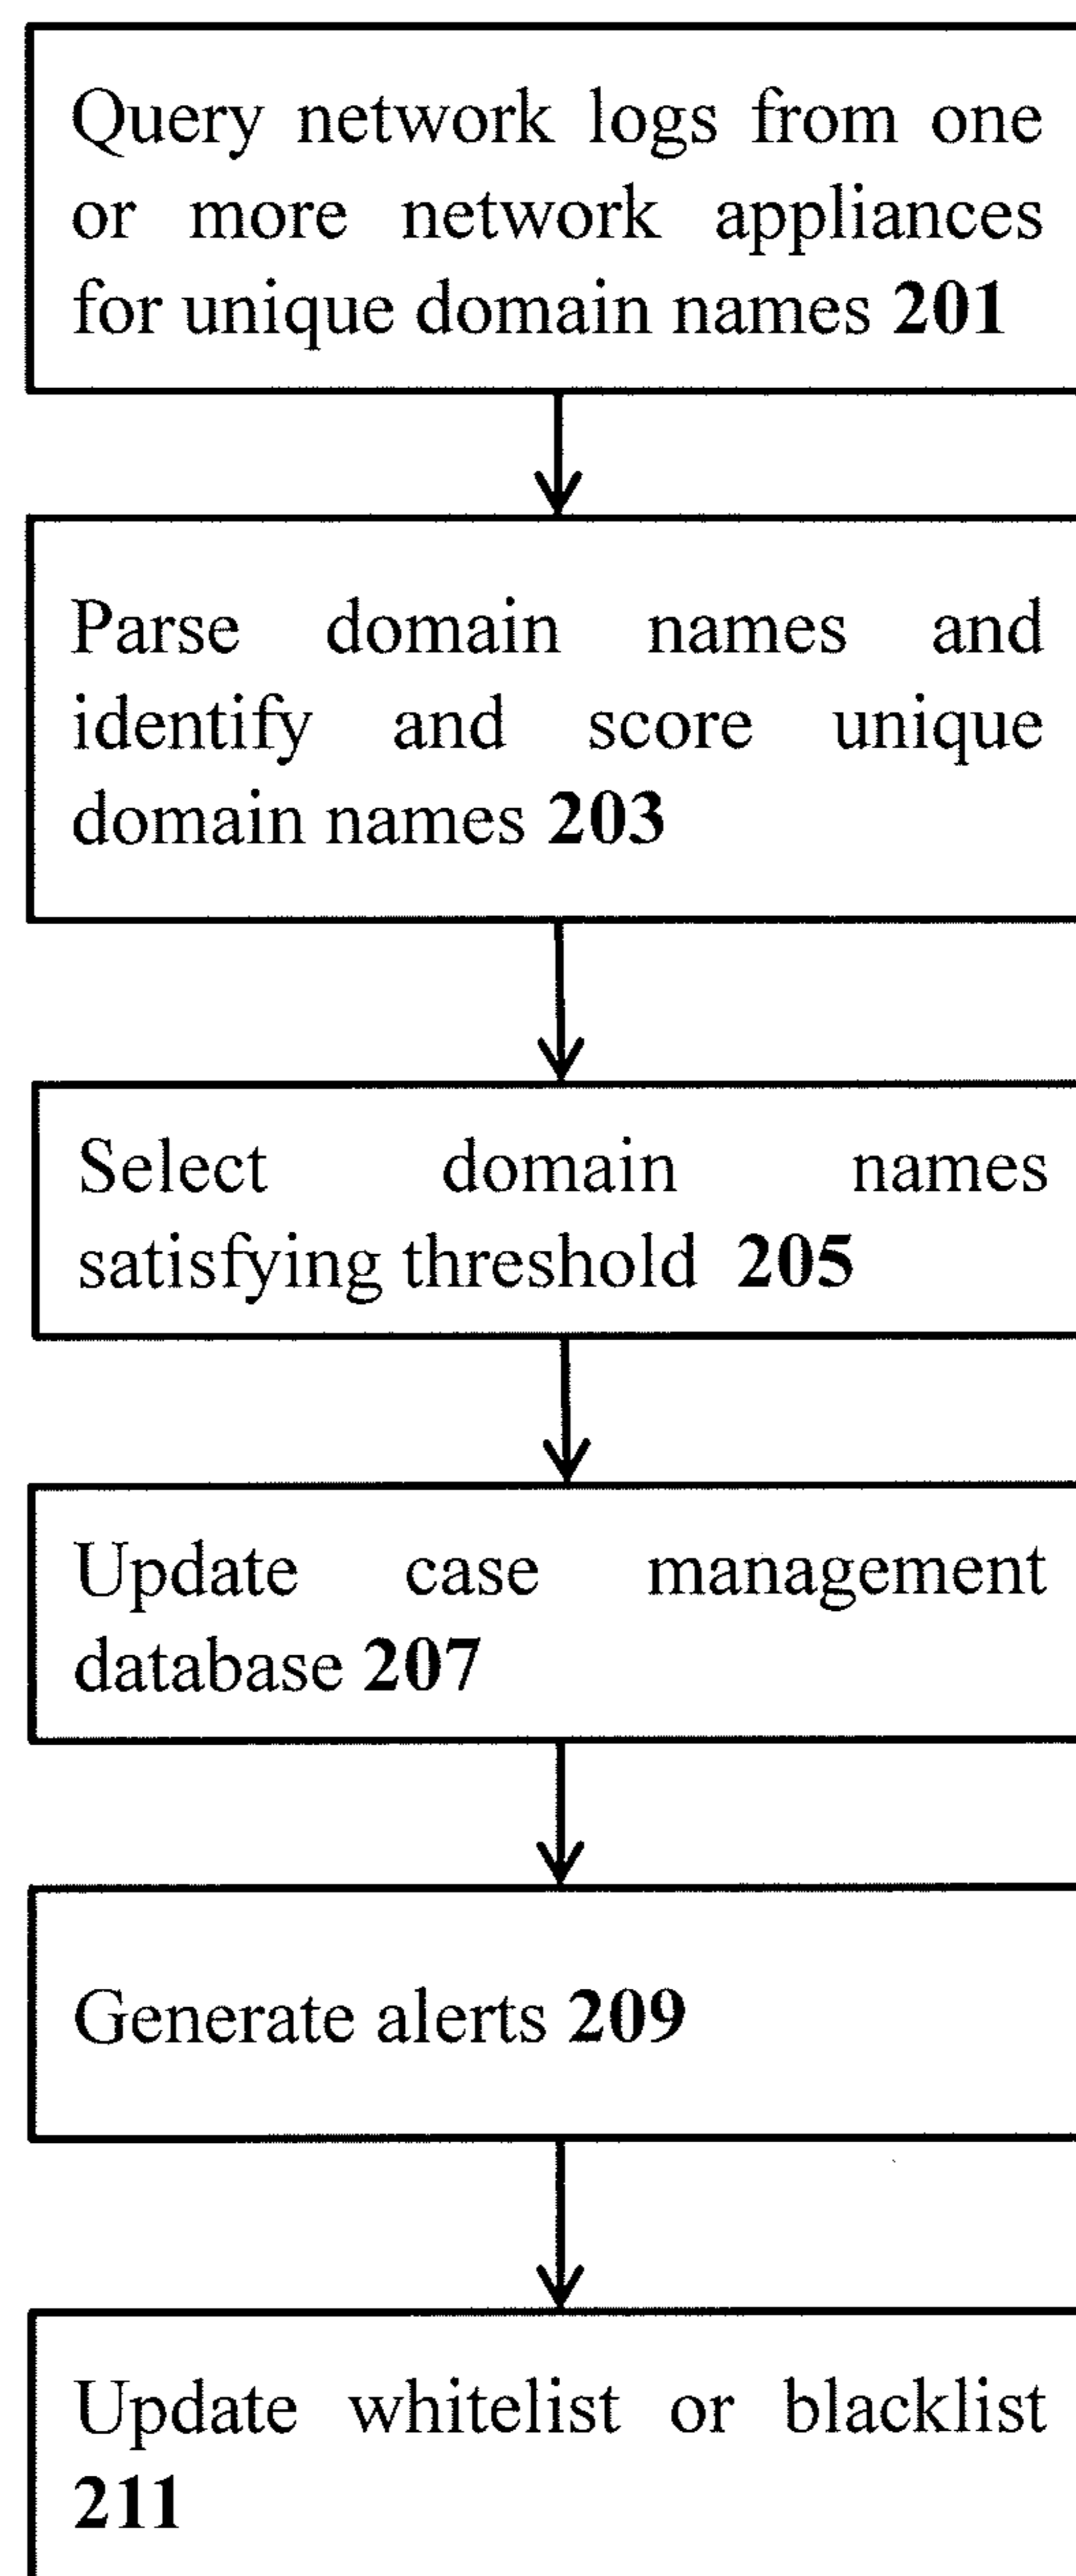 Query network logs from one
or more network appliances
for unique domain names 201
Parse domain names and
identify and score unique
domain names 203
Select domain names
satisfying threshold 205
Update case management
database 207
Generate alerts 209
Update whitelist or blacklist
211